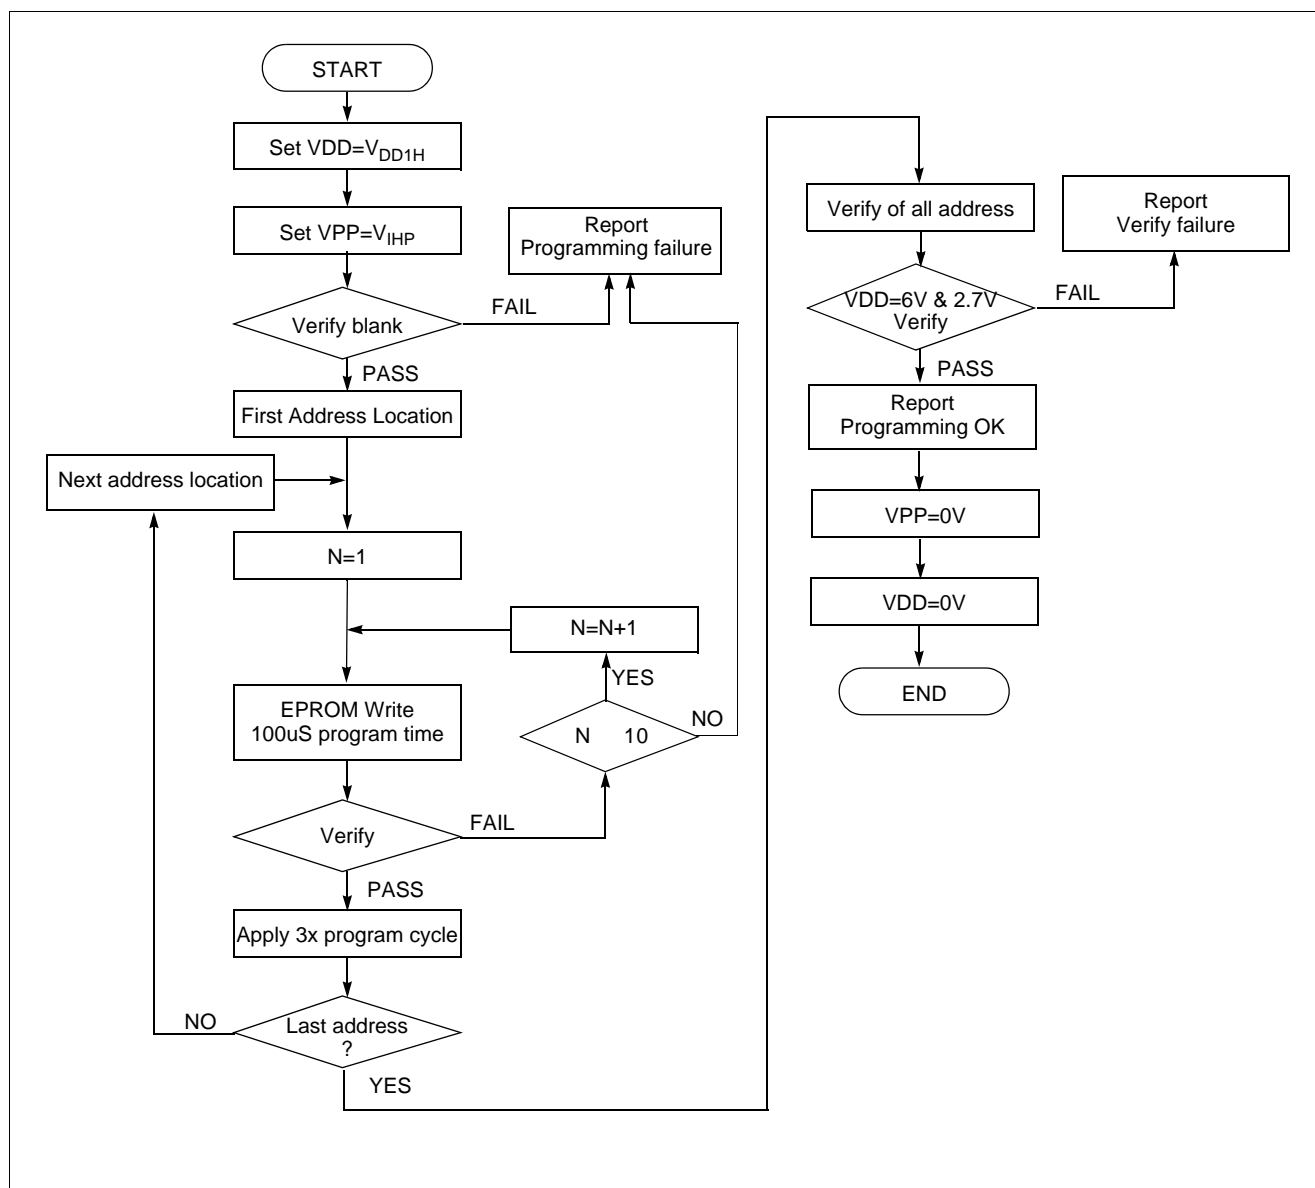 START
Set VDD=VDD1H
Set VPP=VIHP
Report
Programming failure
Verify blank
FAIL
PASS
First Address Location
Next address location
N=1
N=N+1
YES
EPROM Write
100uS program time
N 10
NO
Verify
FAIL
PASS
Apply 3x program cycle
Last address
?
NO
YES
Verify of all address
Report
Verify failure
VDD=6V & 2.7V
Verify
FAIL
PASS
Report
Programming OK
VPP=0V
VDD=0V
END